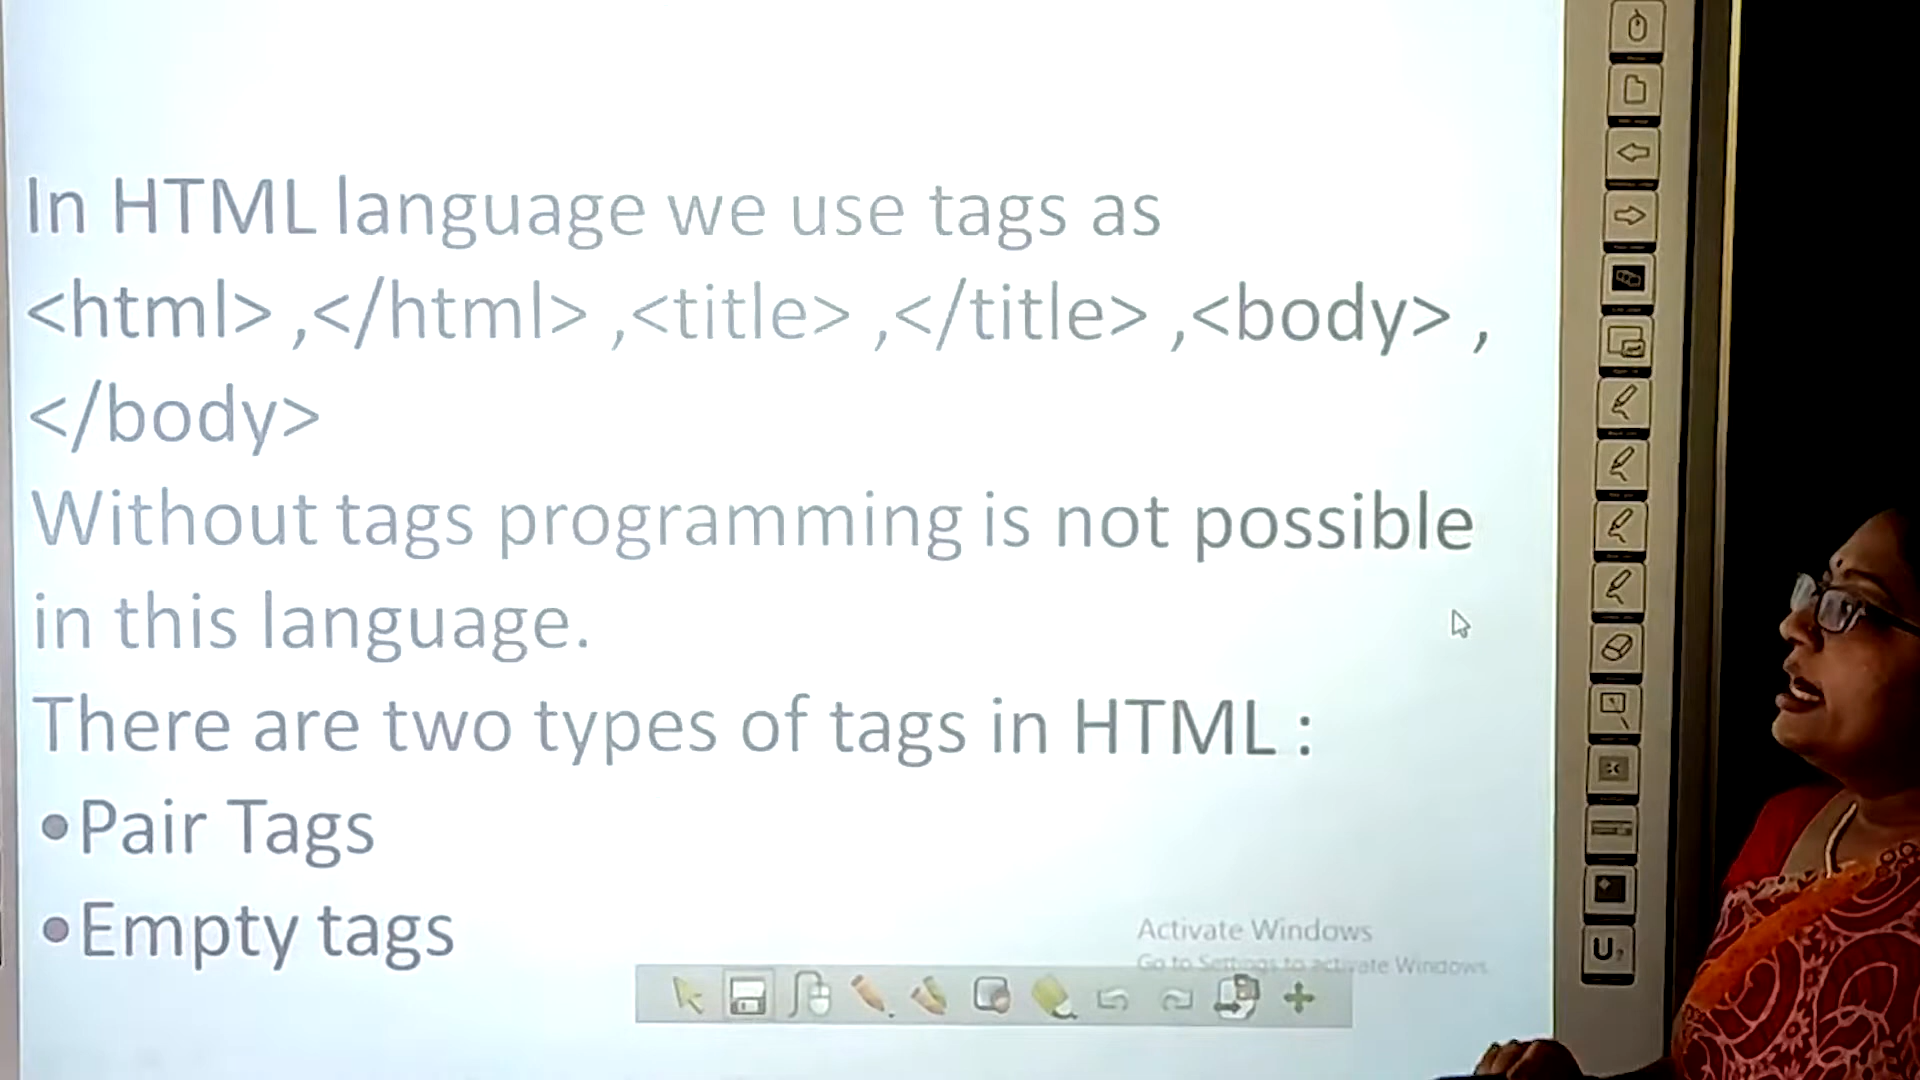 In HTML language we use tags as
<html> ,</html> ,<title> ,</title> ,<body> ,
</body>
Without tags programming is not possible
in this language.
There are two types of tags in HTML :
•Pair Tags
•Empty tags
Activate Windows
Go to Settings to activate Windows
U?